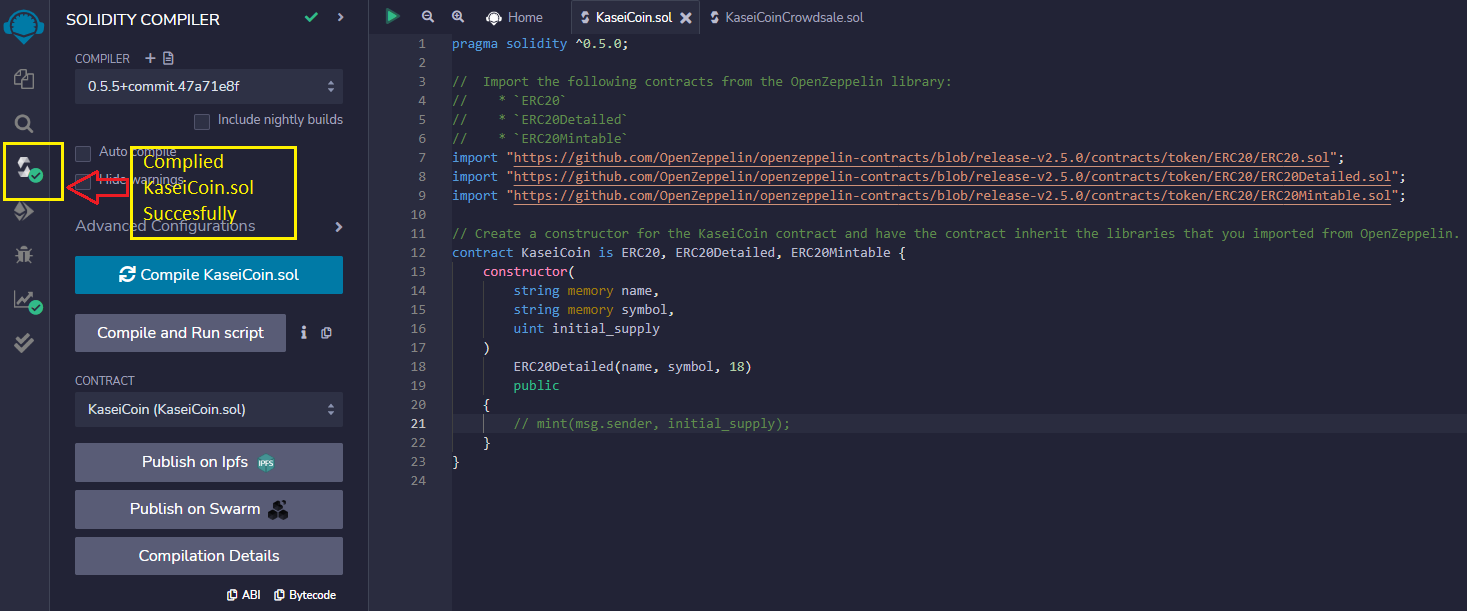 SOLIDITY COMPILER
COMPILER
0.5.5+commit.47a71e8f
Include nightly builds
Auto compile
Hide warnings
Complied
KaseiCoin.sol
Succesfully
Advanced Configurations
Compile KaseiCoin.sol
Compile and Run script
CONTRACT
KaseiCoin (KaseiCoin.sol)
Publish on Ipfs
IPFS
Publish on Swarm
Compilation Details
ABI
Bytecode
Home
KaseiCoin.sol
KaseiCoinCrowdsale.sol
1 pragma solidity ^0.5.0;
2
3 //  Import the following contracts from the OpenZeppelin library:
4 //    * `ERC20`
5 //    * `ERC20Detailed`
6 //    * `ERC20Mintable`
7 import "https://github.com/OpenZeppelin/openzeppelin-contracts/blob/release-v2.5.0/contracts/token/ERC20/ERC20.sol";
8 import "https://github.com/OpenZeppelin/openzeppelin-contracts/blob/release-v2.5.0/contracts/token/ERC20/ERC20Detailed.sol";
9 import "https://github.com/OpenZeppelin/openzeppelin-contracts/blob/release-v2.5.0/contracts/token/ERC20/ERC20Mintable.sol";
10
11 // Create a constructor for the KaseiCoin contract and have the contract inherit the libraries that you imported from OpenZeppelin.
12 contract KaseiCoin is ERC20, ERC20Detailed, ERC20Mintable {
13     constructor(
14         string memory name,
15         string memory symbol,
16         uint initial_supply
17     )
18         ERC20Detailed(name, symbol, 18)
19         public
20     {
21         // mint(msg.sender, initial_supply);
22     }
23 }
24